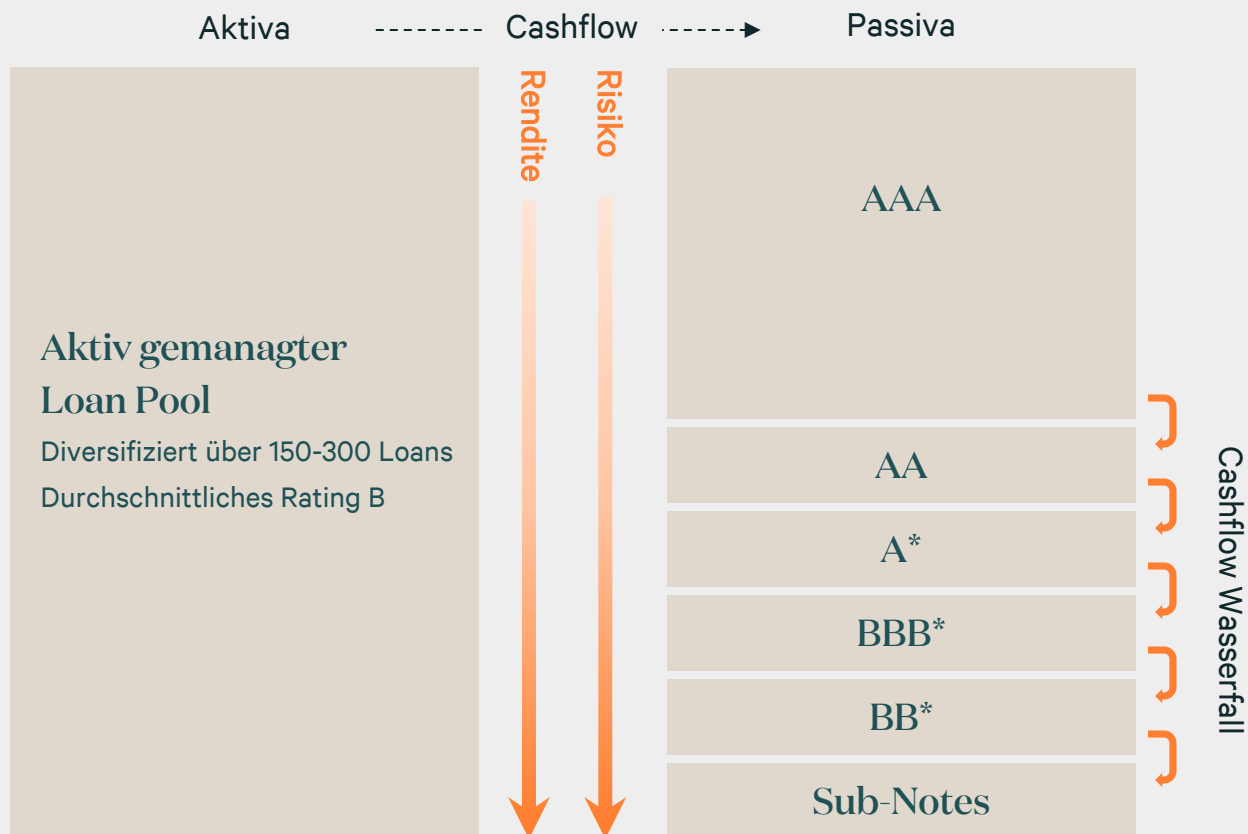 Aktiva
Cashflow
Passiva
Rendite
Risiko
Aktiv gemanagter
Loan Pool
Diversifiziert über 150-300 Loans
Durchschnittliches Rating B
AAA
AA
A*
BBB*
BB*
Sub-Notes
Cashflow Wasserfall